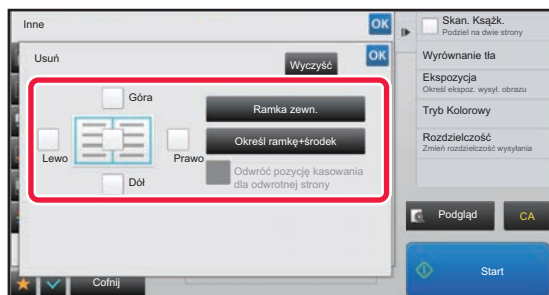 Inne
OK
Usuń
Wyczyść
OK
Góra
Lewo
Prawo
Dół
Ramka zewn.
Określ ramkę+środek
Odwróć pozycję kasowania
dla odwrotnej strony
Cofnij
Skan. Książk.
Podziel na dwie strony
Wyrównanie tła
Ekspozycja
Określ ekspoz. wysył. obrazu
Tryb Kolorowy
Rozdzielczość
Zmień rozdzielczość wysyłania
Podgląd
CA
Start